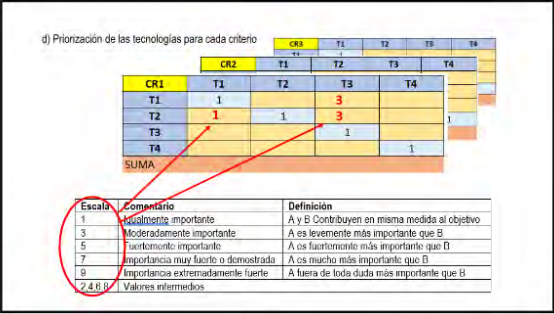 d) Priorización de las tecnologías para cada criterio
CR3 T1 T2 T3 T4
CR2 T1 T2 T3 T4
CR1 T1 T2 T3 T4
T1 1 3
T2 1 1 3 1
T3 1
T4 1
SUMA
Escala Comentario Definición
1 Igualmente importante A y B Contribuyen en misma medida al objetivo
3 Moderadamente importante A es levemente más importante que B
5 Fuertemente importante A es fuertemente más importante que B
7 Importancia muy fuerte o demostrada A es mucho más importante que B
9 Importancia extremadamente fuerte A fuera de toda duda más importante que B
2,4,6 8 Valores intermedios